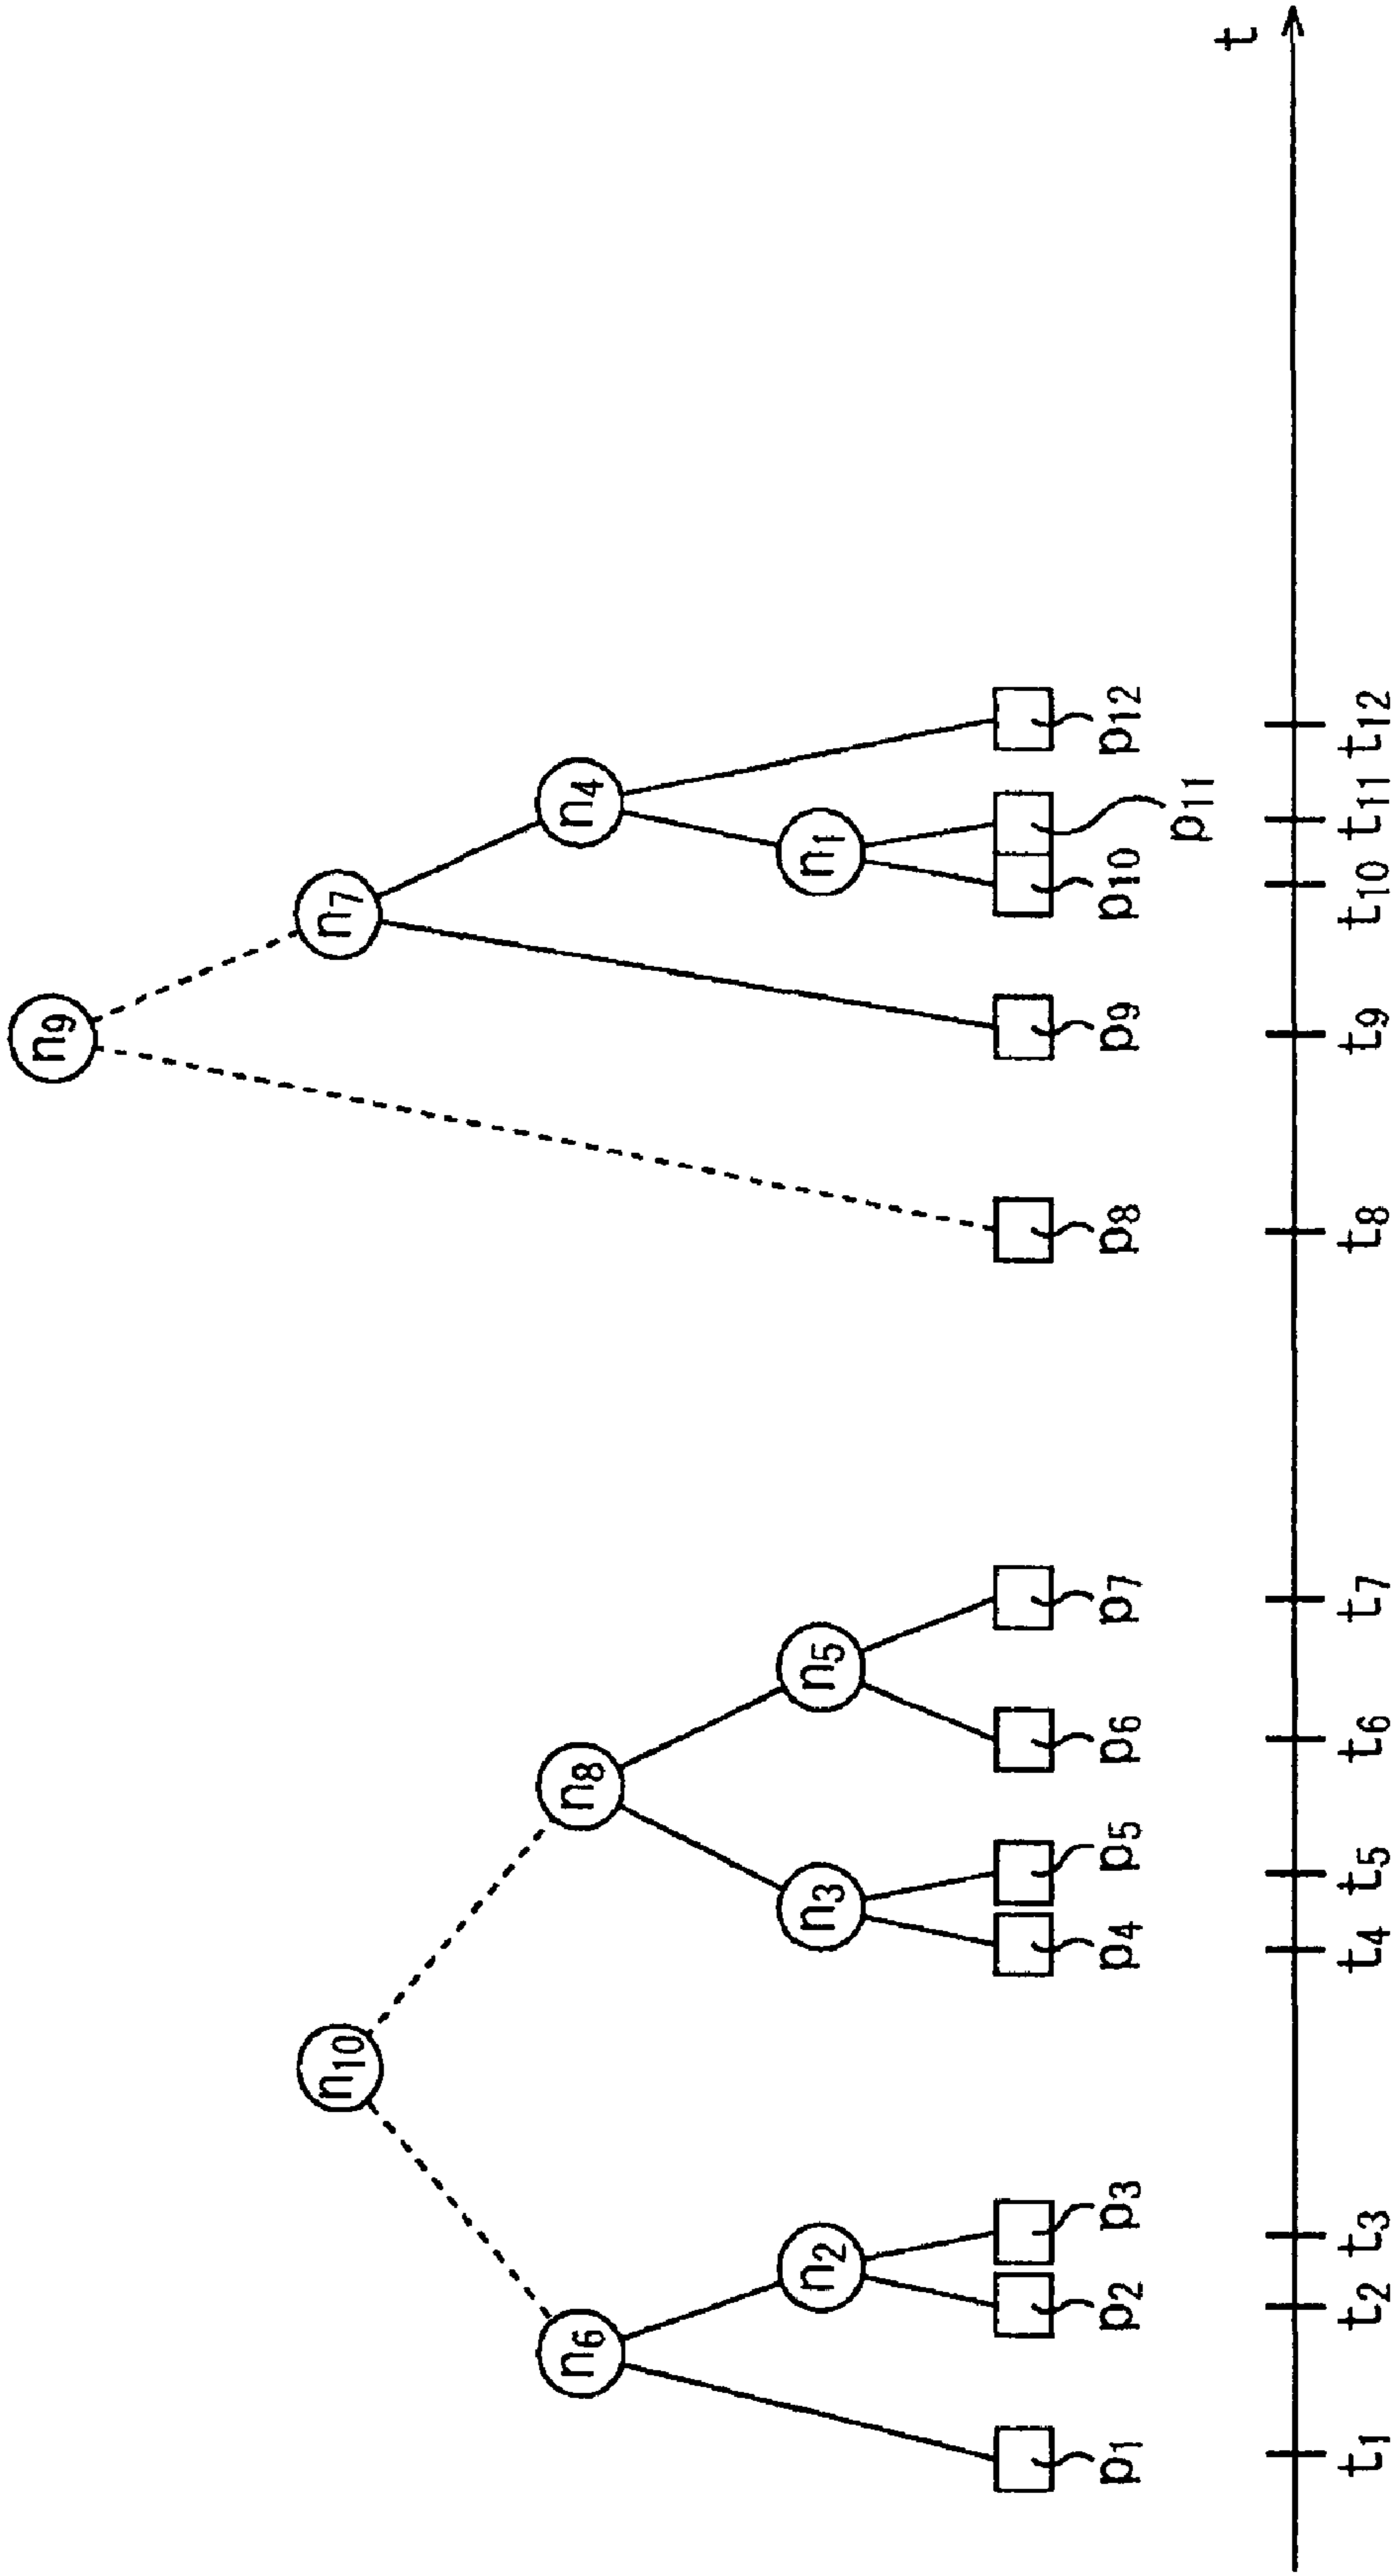 n9
n10 n7
n6 n8 n4
n2 n3 n5 n1
p1 p2 p3 p4 p5 p6 p7 p8 p9 p10 p12
p11
t
t1 t2 t3 t4 t5 t6 t7 t8 t9 t10 t11 t12